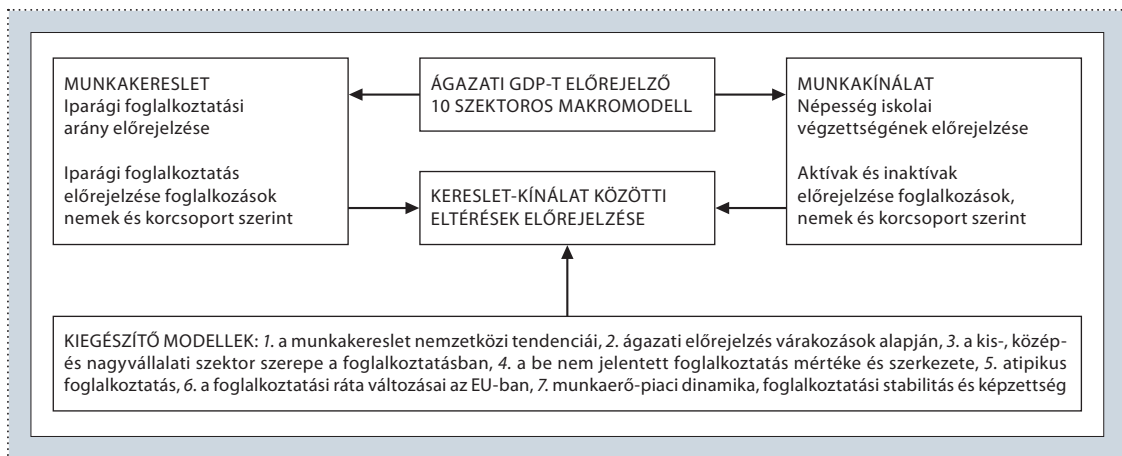 MUNKAKERESLET
Iparági foglalkoztatási
arány előrejelzése
Iparági foglalkoztatás
előrejelzése foglalkozások
nemek és korcsoport szerint
ÁGAZATI GDP-T ELŐREJELZŐ
10 SZEKTOROS MAKROMODELL
KERESLET-KÍNÁLAT KÖZÖTTI
ELTÉRÉSEK ELŐREJELZÉSE
MUNKAKÍNÁLAT
Népesség iskolai
végzettségének előrejelzése
Aktívak és inaktívak
előrejelzése foglalkozások,
nemek és korcsoport szerint
KIEGÉSZÍTŐ MODELLEK: 1. a munkakereslet nemzetközi tendenciái, 2. ágazati előrejelzés várakozások alapján, 3. a kis-, közép-
és nagyvállalati szektor szerepe a foglalkoztatásban, 4. a be nem jelentett foglalkoztatás mértéke és szerkezete, 5. atipikus
foglalkoztatás, 6. a foglalkoztatási ráta változásai az EU-ban, 7. munkaerő-piaci dinamika, foglalkoztatási stabilitás és képzettség